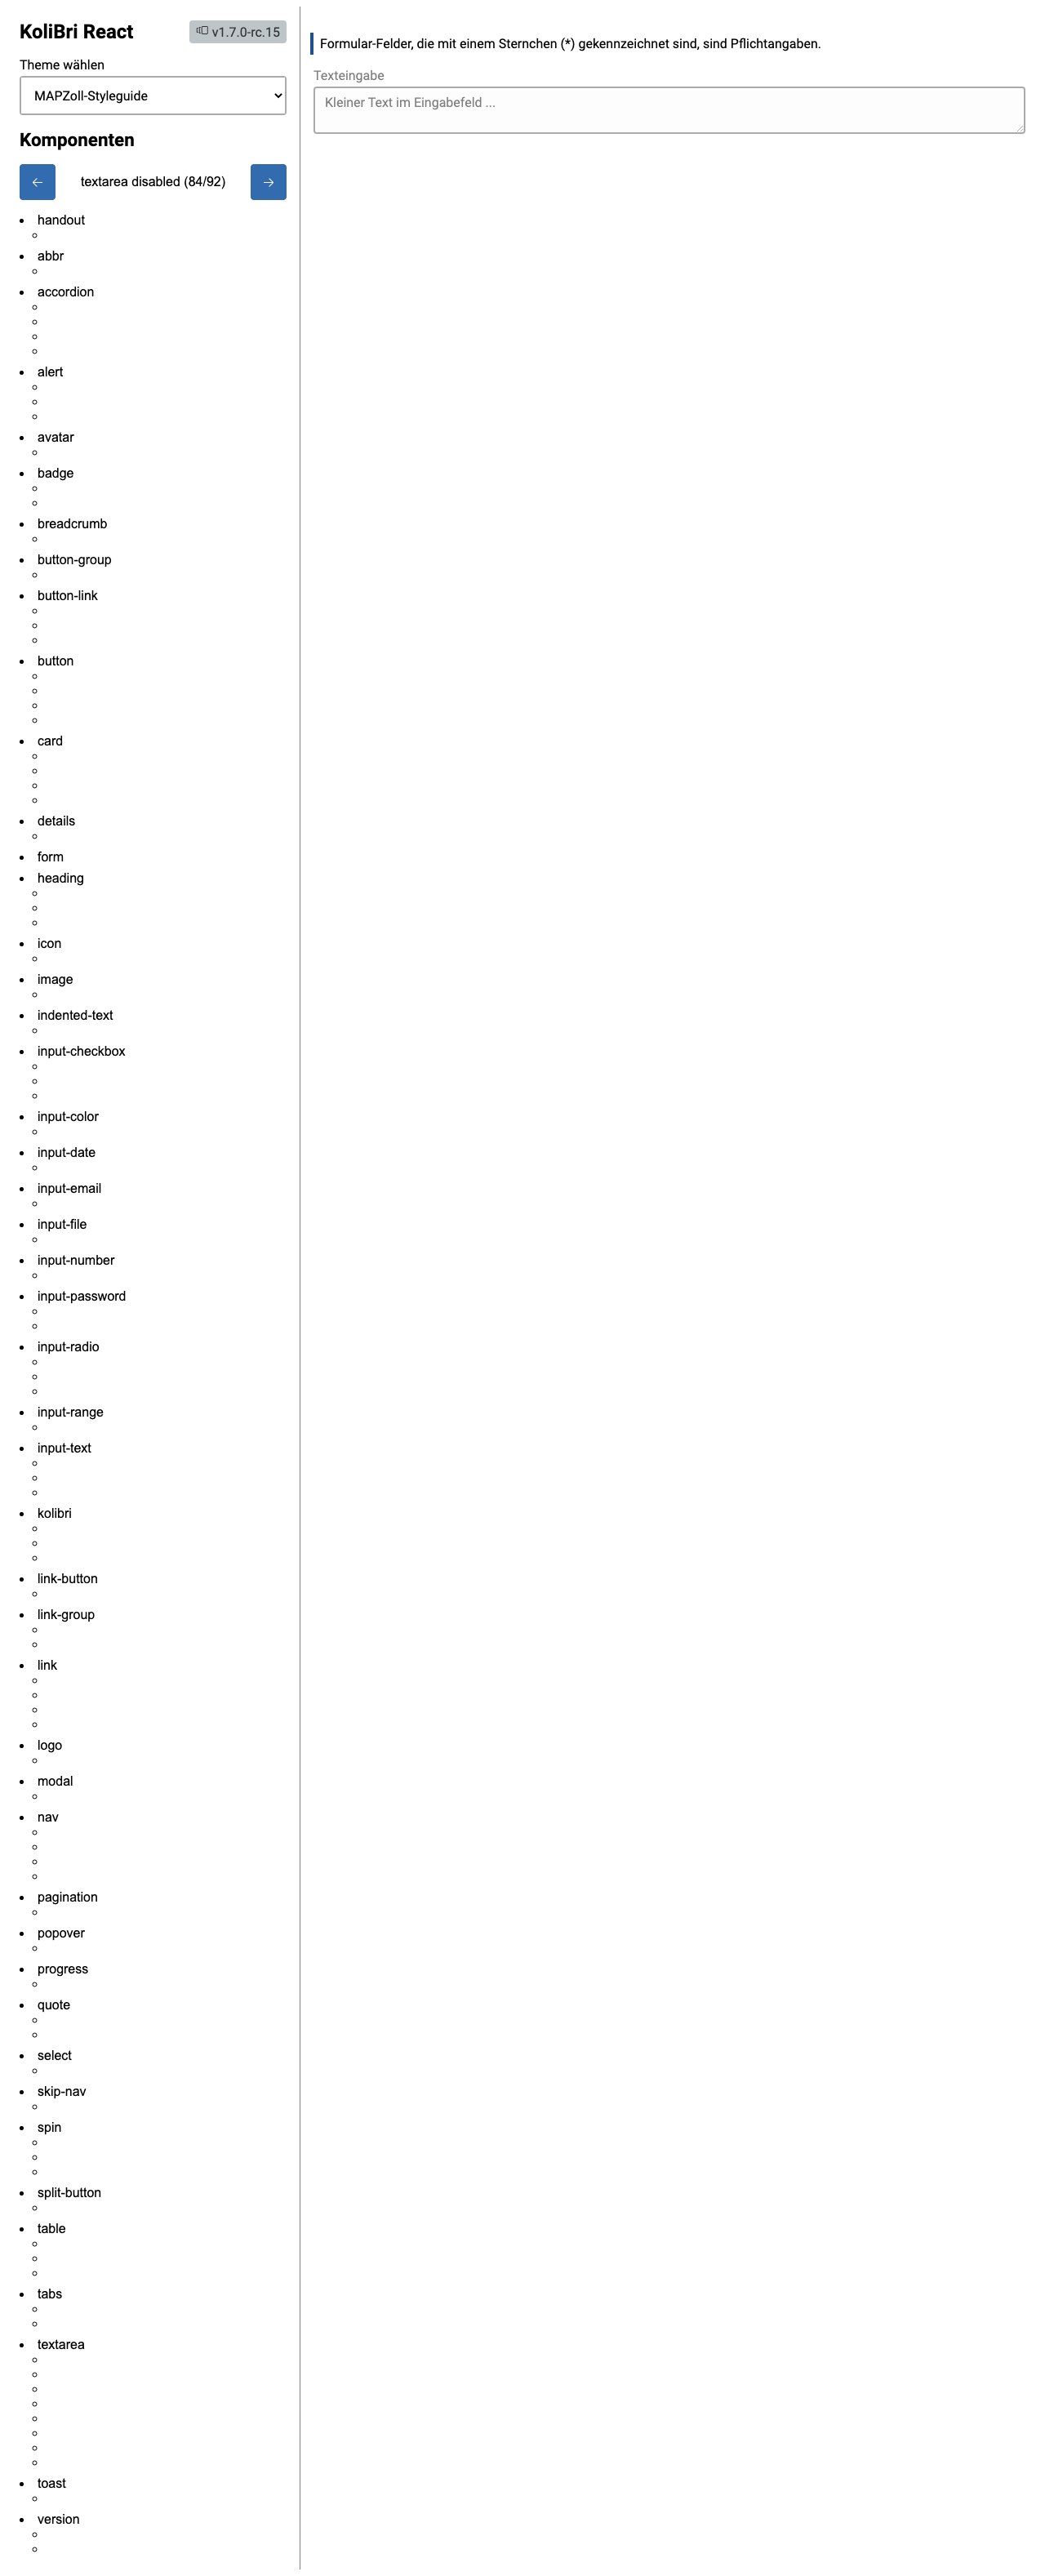 KoliBri React
v1.7.0-rc.15
Theme wählen
MAPZoll-Styleguide
Komponenten
textarea disabled (84/92)
handout
abbr
accordion
alert
avatar
badge
breadcrumb
button-group
button-link
button
card
details
form
heading
icon
image
indented-text
input-checkbox
input-color
input-date
input-email
input-file
input-number
input-password
input-radio
input-range
input-text
kolibri
link-button
link-group
link
logo
modal
nav
pagination
popover
progress
quote
select
skip-nav
spin
split-button
table
tabs
textarea
toast
version
Formular-Felder, die mit einem Sternchen (*) gekennzeichnet sind, sind Pflichtangaben.
Texteingabe
Kleiner Text im Eingabefeld ...